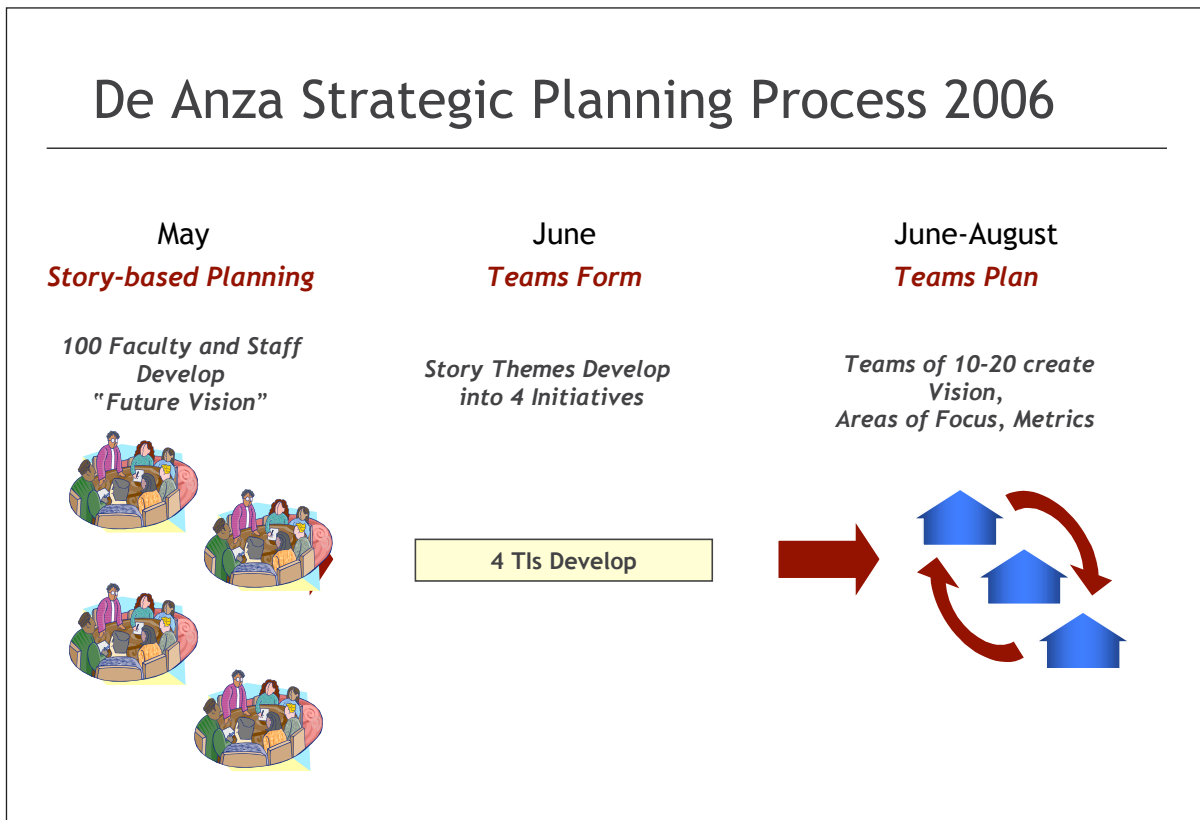 De Anza Strategic Planning Process 2006
May
Story-based Planning
100 Faculty and Staff
Develop
“Future Vision”
June
Teams Form
Story Themes Develop
into 4 Initiatives
4 TIs Develop
June-August
Teams Plan
Teams of 10-20 create
Vision,
Areas of Focus, Metrics